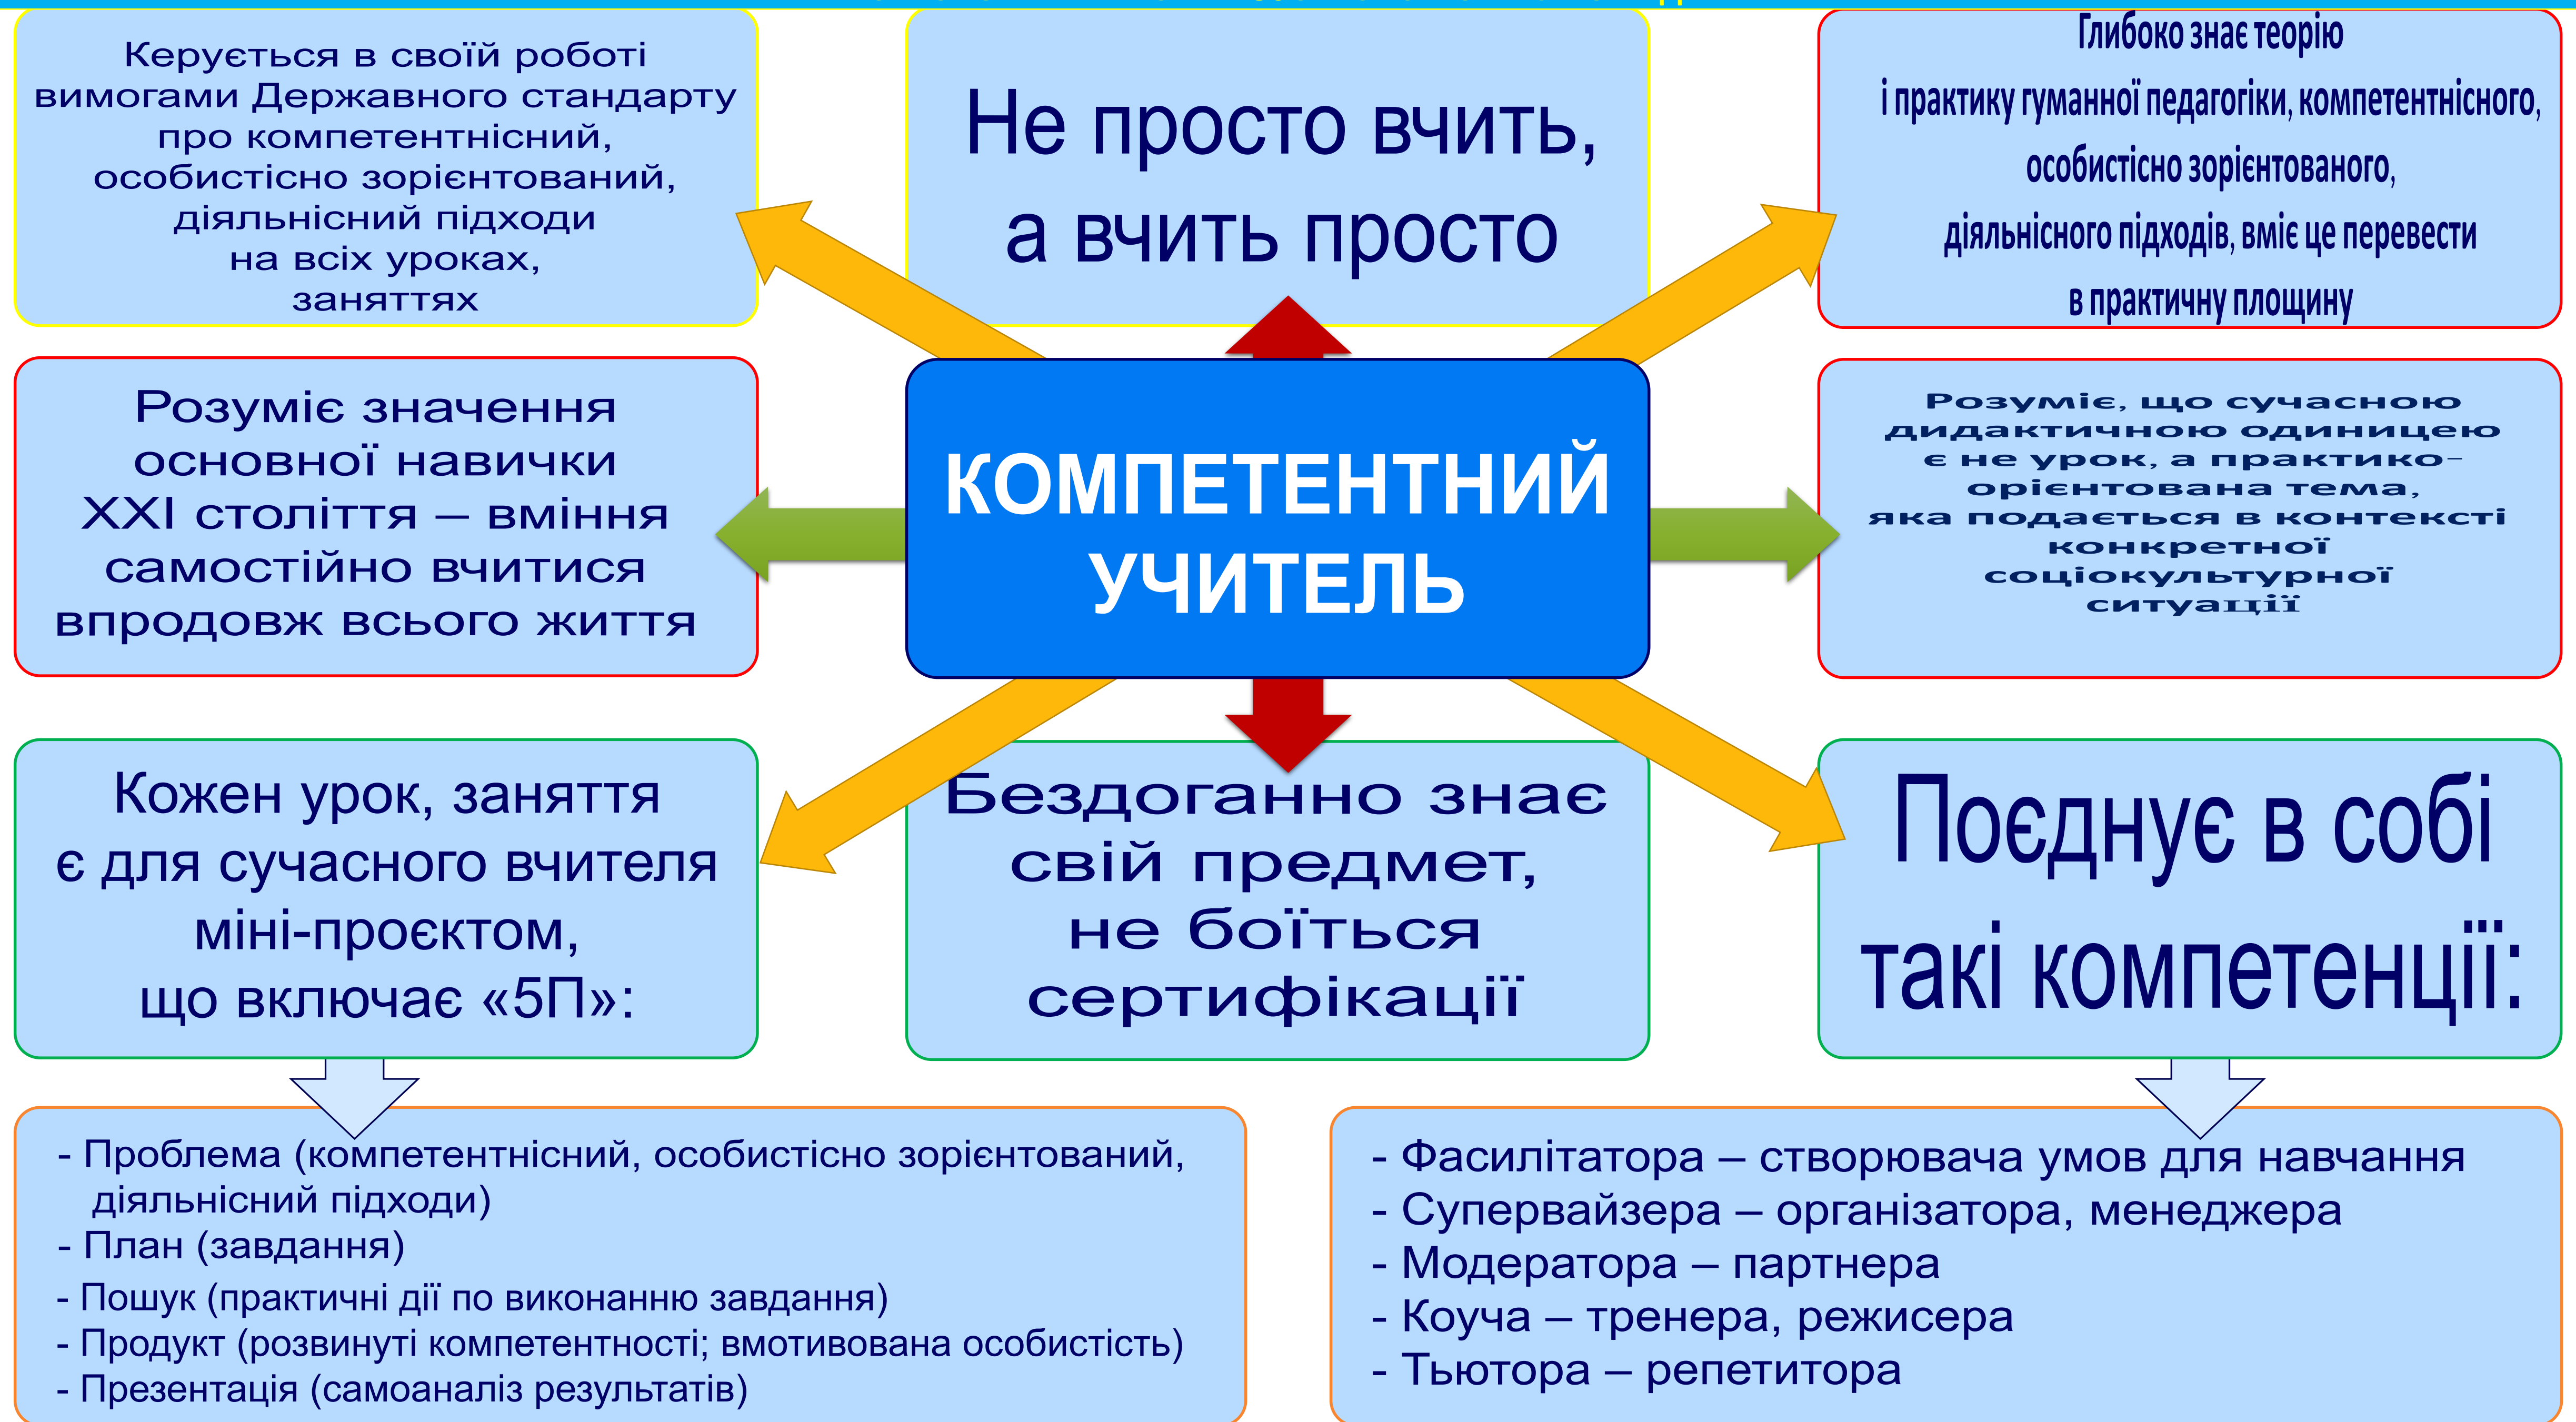 Керується в своїй роботі
вимогами Державного стандарту
про компетентнісний,
особистісно зорієнтований,
діяльнісний підходи
на всіх уроках,
заняттях
Не просто вчить,
а вчить просто
Глибоко знає теорію
і практику гуманної педагогіки, компетентнісного,
особистісно зорієнтованого,
діяльнісного підходів, вміє це перевести
в практичну площину
Розуміє значення
основної навички
XXI століття – вміння
самостійно вчитися
впродовж всього життя
КОМПЕТЕНТНИЙ
УЧИТЕЛЬ
Розуміє, що сучасною
дидактичною одиницею
є не урок, а практико-
орієнтована тема,
яка подається в контексті
конкретної
соціокультурної
ситуації
Кожен урок, заняття
є для сучасного вчителя
міні-проєктом,
що включає «5П»:
Бездоганно знає
свій предмет,
не боїться
сертифікації
Поєднує в собі
такі компетенції:
- Проблема (компетентнісний, особистісно зорієнтований,
діяльнісний підходи)
- План (завдання)
- Пошук (практичні дії по виконанню завдання)
- Продукт (розвинуті компетентності; вмотивована особистість)
- Презентація (самоаналіз результатів)
- Фасилітатора – створювача умов для навчання
- Супервайзера – організатора, менеджера
- Модератора – партнера
- Коуча – тренера, режисера
- Тьютора – репетитора